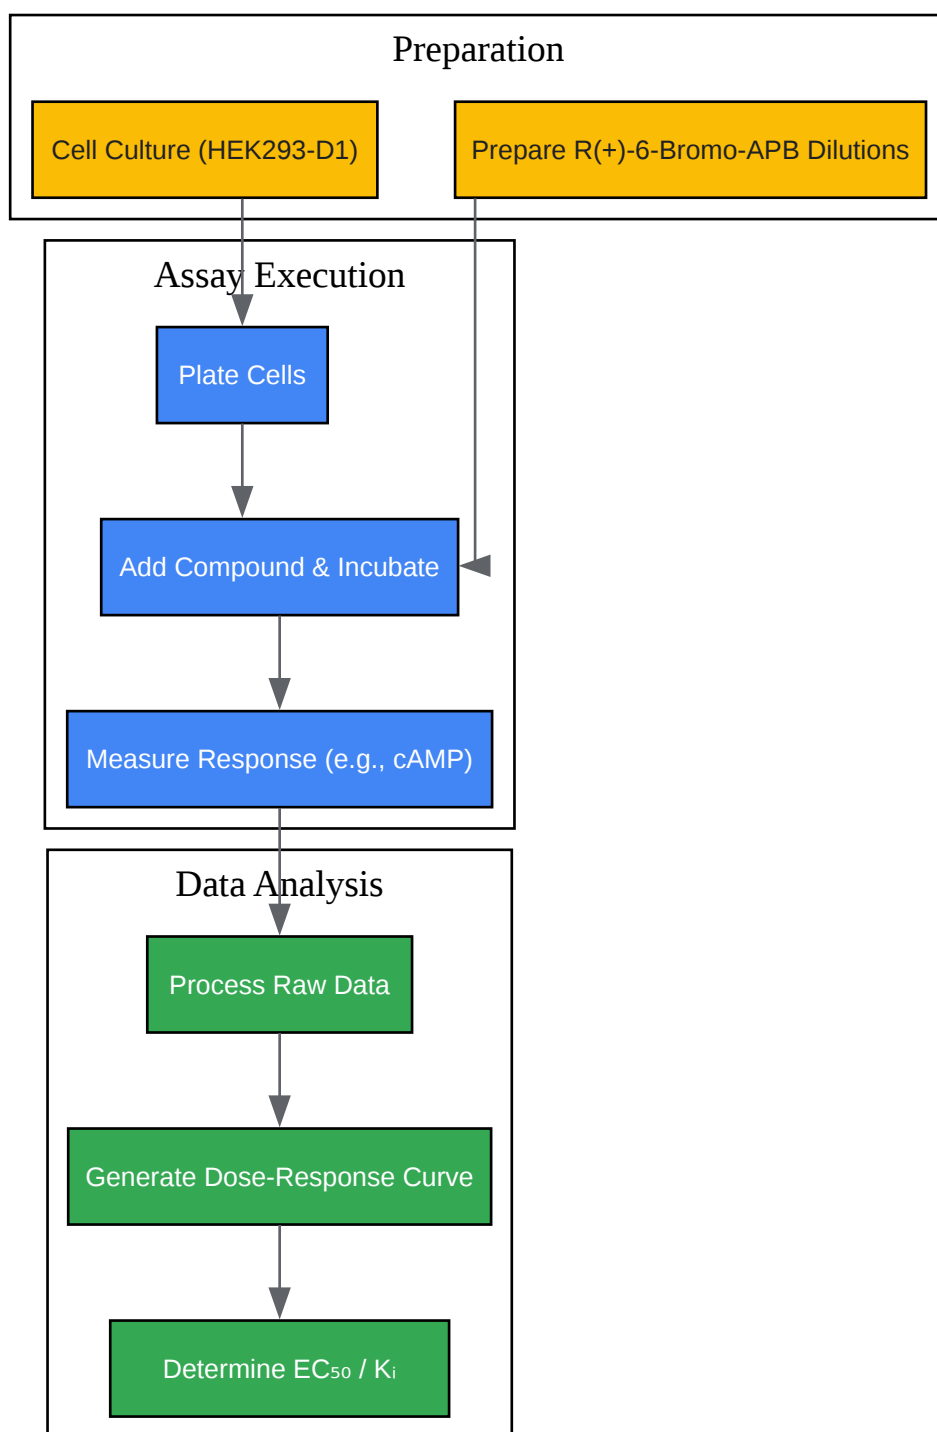 Preparation
Cell Culture (HEK293-D1)
Prepare R(+)-6-Bromo-APB Dilutions
Assay Execution
Plate Cells
Add Compound & Incubate
Measure Response (e.g., cAMP)
Data Analysis
Process Raw Data
Generate Dose-Response Curve
Determine EC₅₀ / Kᵢ